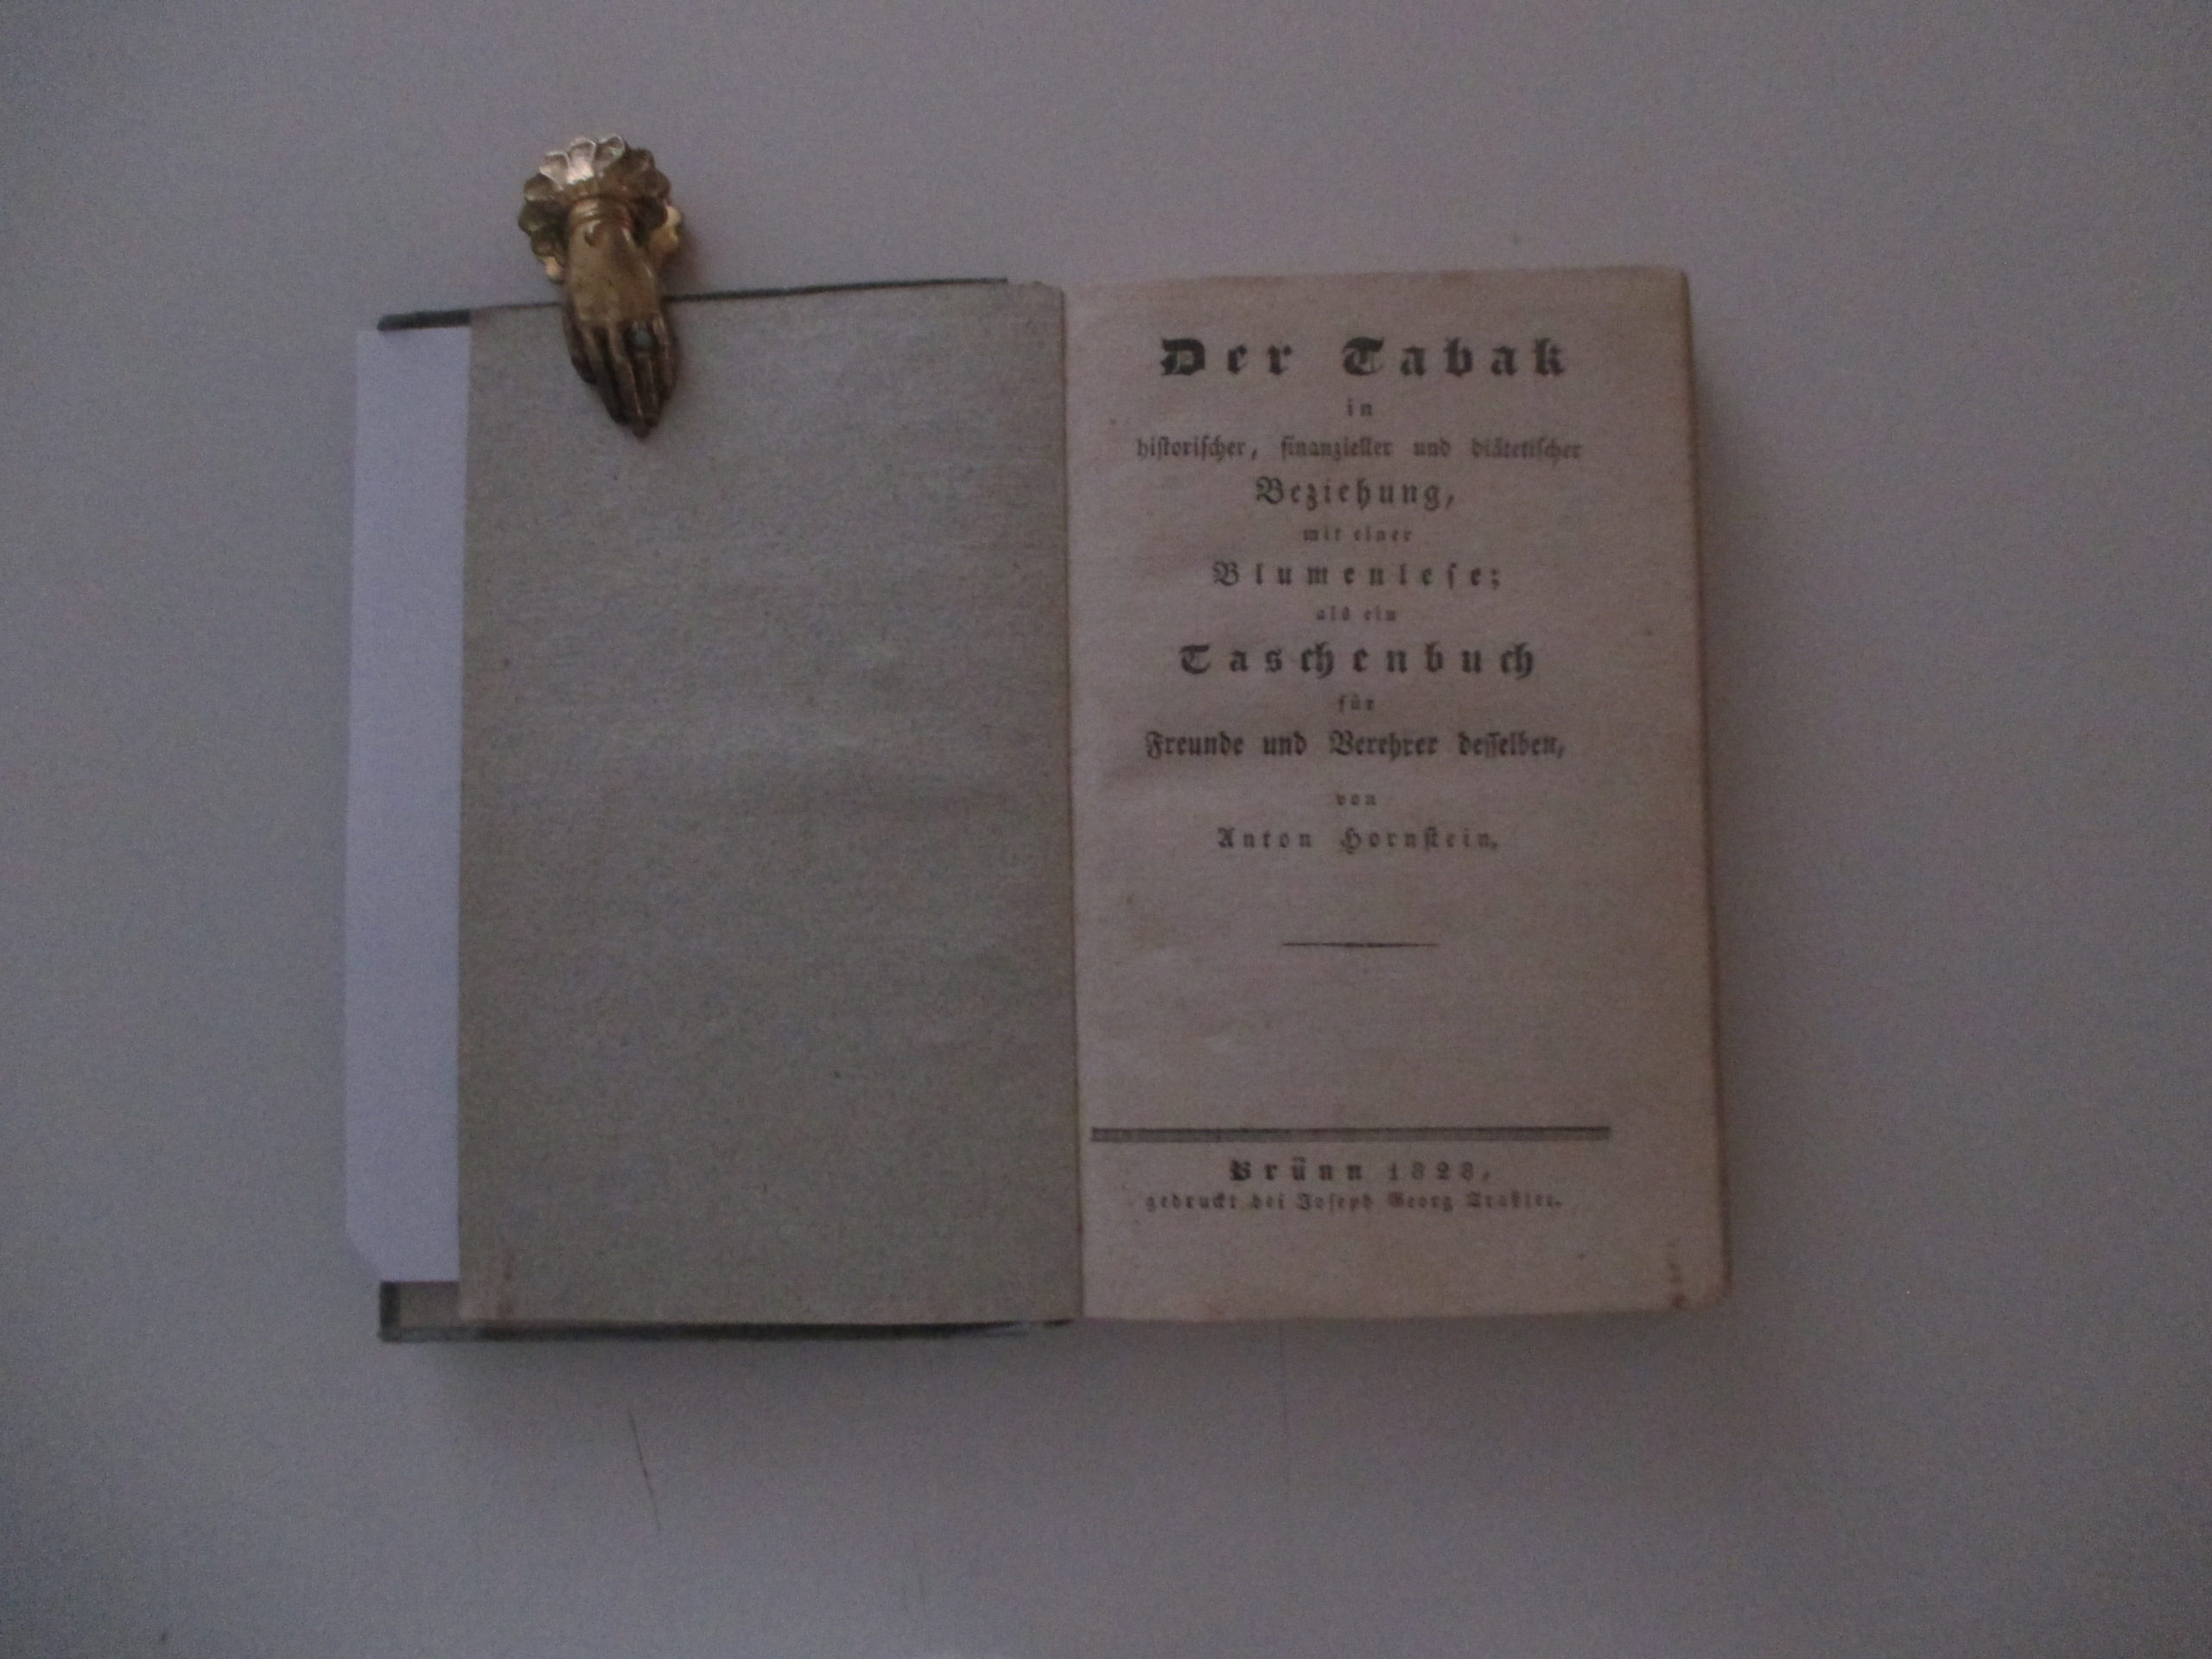 Der Tabak
in
historischer, finanzieller und diätetischer
Beziehung,
mit einer
Blumenlese;
als ein
Taschenbuch
für
Freunde und Verehrer desselben,
von
Anton Hornstein.
Brünn 1828,
gedruckt bei Joseph Georg Traßler.